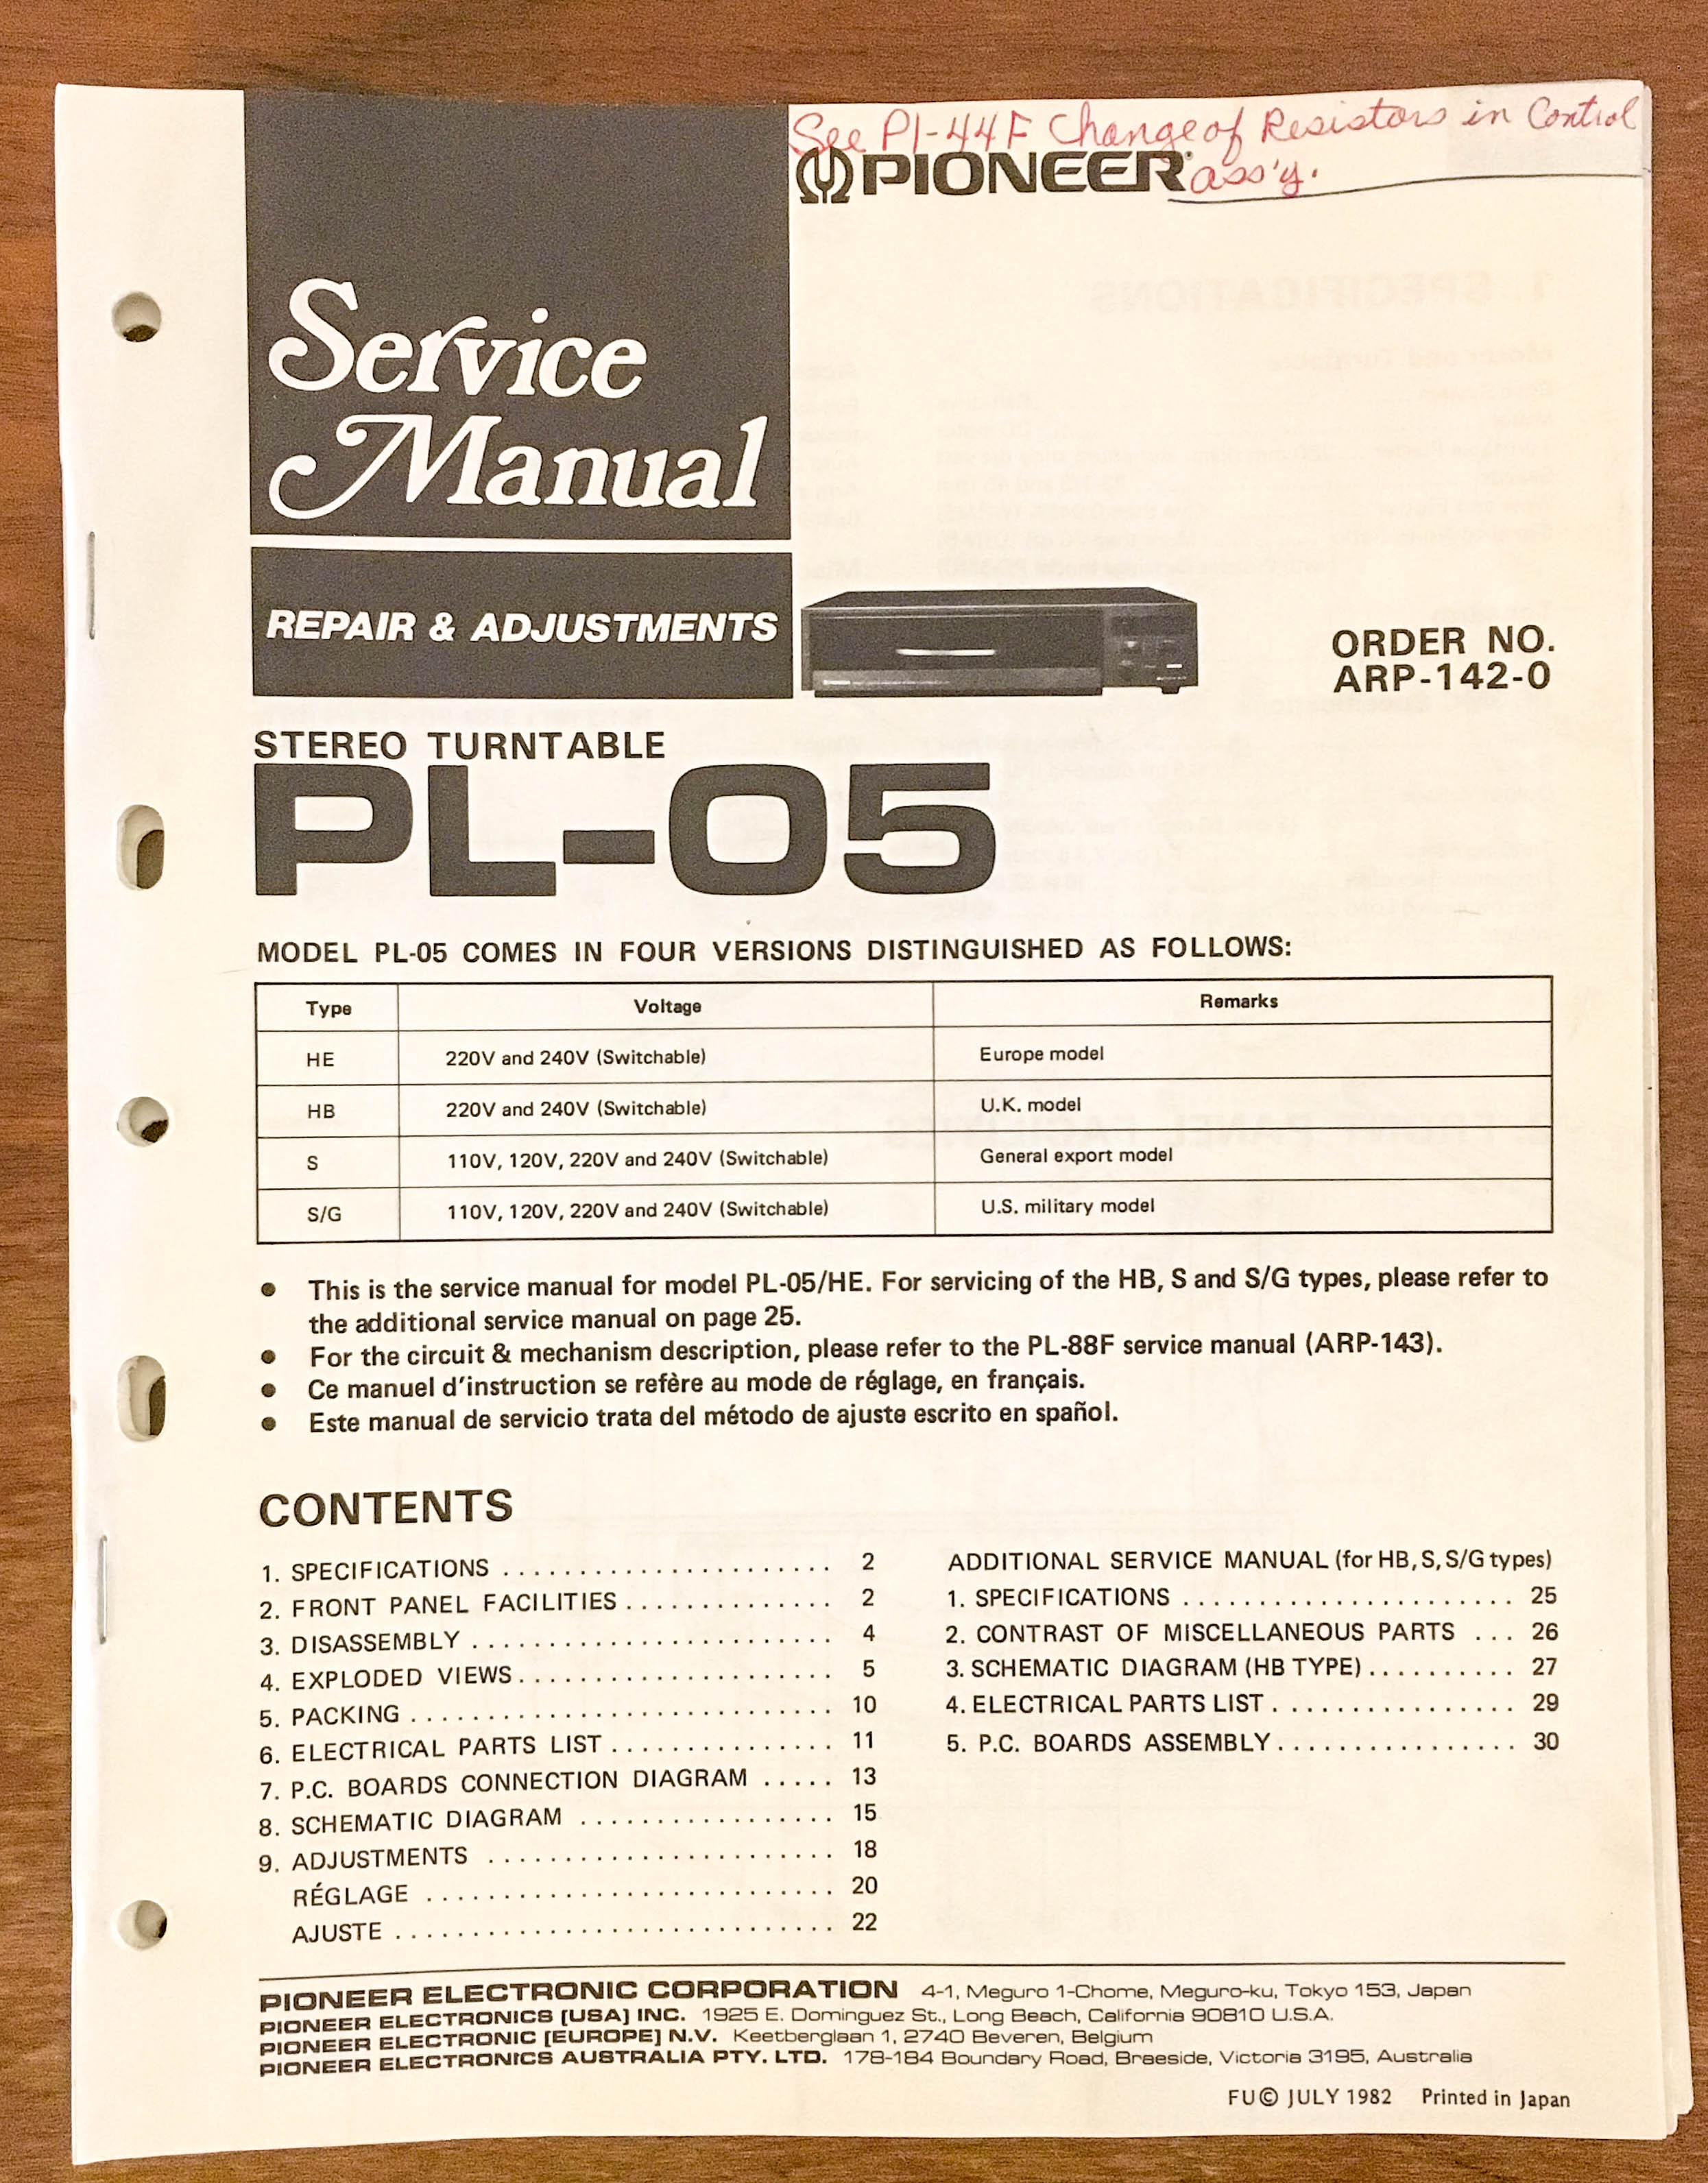 See Pl-44F Change of Resistors in Control
ass'y.
PIONEER
Service
Manual
REPAIR & ADJUSTMENTS
ORDER NO.
ARP-142-0
STEREO TURNTABLE
PL-05
MODEL PL-05 COMES IN FOUR VERSIONS DISTINGUISHED AS FOLLOWS:
Type Voltage Remarks
HE 220V and 240V (Switchable) Europe model
HB 220V and 240V (Switchable) U.K. model
S 110V, 120V, 220V and 240V (Switchable) General export model
S/G 110V, 120V, 220V and 240V (Switchable) U.S. military model
● This is the service manual for model PL-05/HE. For servicing of the HB, S and S/G types, please refer to
the additional service manual on page 25.
● For the circuit & mechanism description, please refer to the PL-88F service manual (ARP-143).
● Ce manuel d'instruction se refère au mode de réglage, en français.
● Este manual de servicio trata del método de ajuste escrito en spañol.
CONTENTS
1. SPECIFICATIONS . . . . . . . . . . . . . . . . . . . . . . 2
2. FRONT PANEL FACILITIES . . . . . . . . . . . . . . 2
3. DISASSEMBLY . . . . . . . . . . . . . . . . . . . . . . . . 4
4. EXPLODED VIEWS . . . . . . . . . . . . . . . . . . . . . 5
5. PACKING . . . . . . . . . . . . . . . . . . . . . . . . . . . . 10
6. ELECTRICAL PARTS LIST . . . . . . . . . . . . . . . 11
7. P.C. BOARDS CONNECTION DIAGRAM . . . . . 13
8. SCHEMATIC DIAGRAM . . . . . . . . . . . . . . . . . 15
9. ADJUSTMENTS . . . . . . . . . . . . . . . . . . . . . . . 18
RÉGLAGE . . . . . . . . . . . . . . . . . . . . . . . . . . . 20
AJUSTE . . . . . . . . . . . . . . . . . . . . . . . . . . . . . 22
ADDITIONAL SERVICE MANUAL (for HB, S, S/G types)
1. SPECIFICATIONS . . . . . . . . . . . . . . . . . . . . . . 25
2. CONTRAST OF MISCELLANEOUS PARTS . . . 26
3. SCHEMATIC DIAGRAM (HB TYPE) . . . . . . . . . . 27
4. ELECTRICAL PARTS LIST . . . . . . . . . . . . . . . . 29
5. P.C. BOARDS ASSEMBLY . . . . . . . . . . . . . . . . 30
PIONEER ELECTRONIC CORPORATION 4-1, Meguro 1-Chome, Meguro-ku, Tokyo 153, Japan
PIONEER ELECTRONICS [USA] INC. 1925 E. Dominguez St., Long Beach, California 90810 U.S.A.
PIONEER ELECTRONIC [EUROPE] N.V. Keetberglaan 1, 2740 Beveren, Belgium
PIONEER ELECTRONICS AUSTRALIA PTY. LTD. 178-184 Boundary Road, Braeside, Victoria 3195, Australia
FU© JULY 1982 Printed in Japan